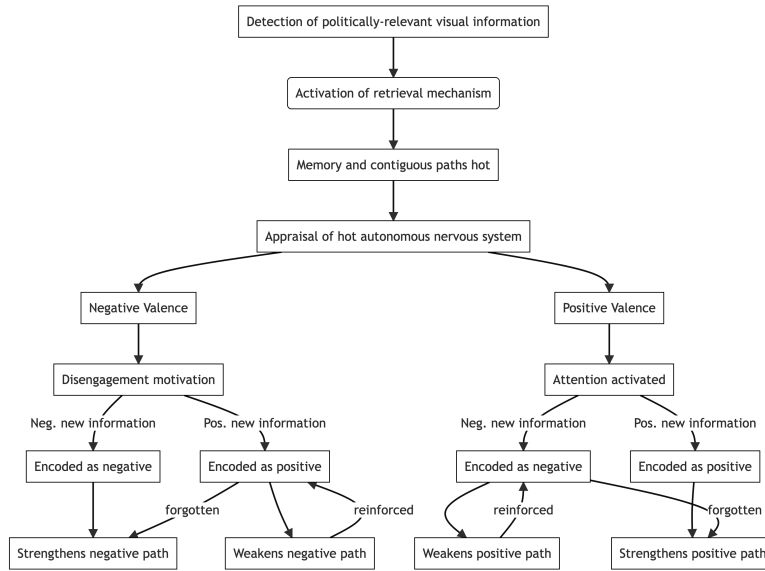 Detection of politically-relevant visual information
Activation of retrieval mechanism
Memory and contiguous paths hot
Appraisal of hot autonomous nervous system
Negative Valence
Positive Valence
Disengagement motivation
Attention activated
Neg. new information
Pos. new information
Neg. new information
Pos. new information
Encoded as negative
Encoded as positive
Encoded as negative
Encoded as positive
forgotten
reinforced
reinforced
forgotten
Strengthens negative path
Weakens negative path
Weakens positive path
Strengthens positive path